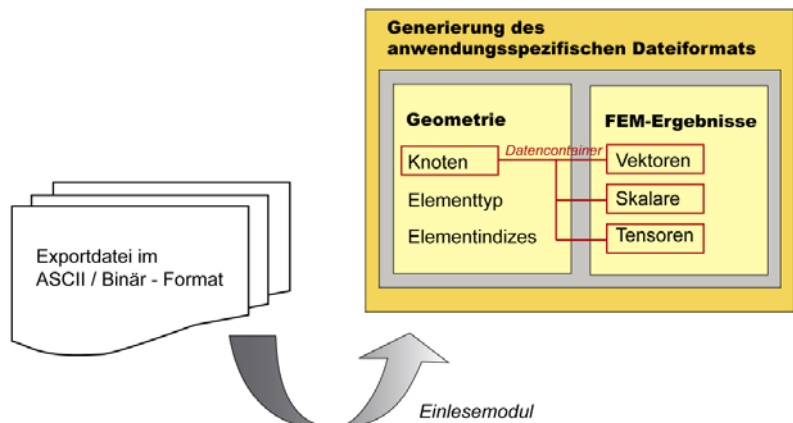 Generierung des
anwendungsspezifischen Dateiformats
Geometrie
Knoten
Elementtyp
Elementindizes
Datencontainer
FEM-Ergebnisse
Vektoren
Skalare
Tensoren
Exportdatei im
ASCII / Binär - Format
Einlesemodul